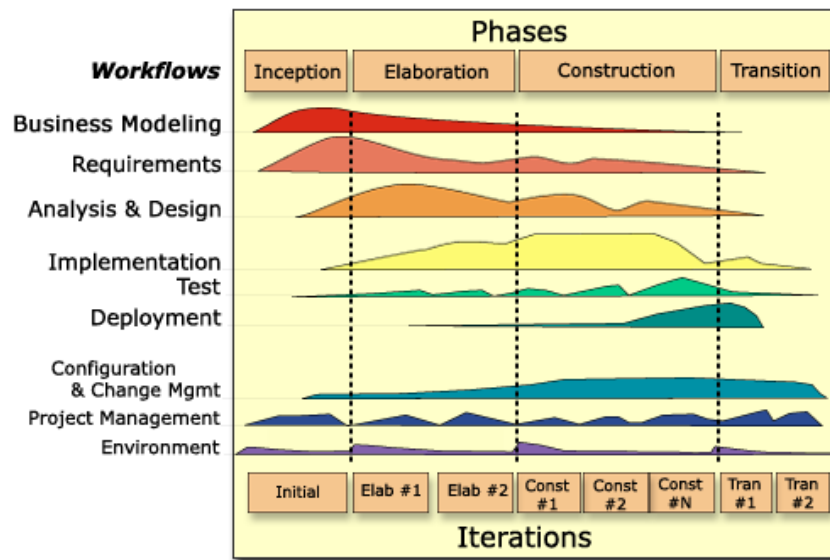 Phases
Workflows
Inception
Elaboration
Construction
Transition
Business Modeling
Requirements
Analysis & Design
Implementation
Test
Deployment
Configuration
& Change Mgmt
Project Management
Environment
Initial
Elab #1
Elab #2
Const
#1
Const
#2
Const
#N
Tran
#1
Tran
#2
Iterations